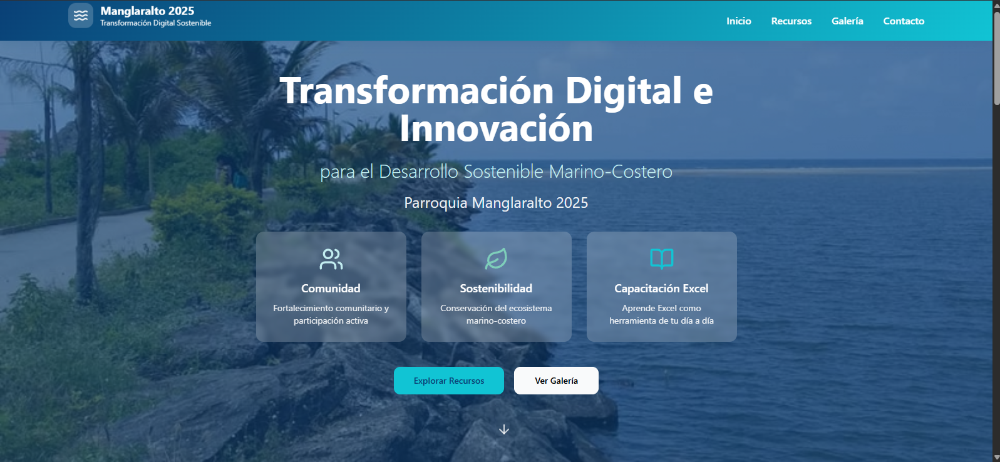 Manglaralto 2025
Transformación Digital Sostenible
Inicio
Recursos
Galería
Contacto
Transformación Digital e
Innovación
para el Desarrollo Sostenible Marino-Costero
Parroquia Manglaralto 2025
Comunidad
Fortalecimiento comunitario y
participación activa
Sostenibilidad
Conservación del ecosistema
marino-costero
Capacitación Excel
Aprende Excel como
herramienta de tu día a día
Explorar Recursos
Ver Galería